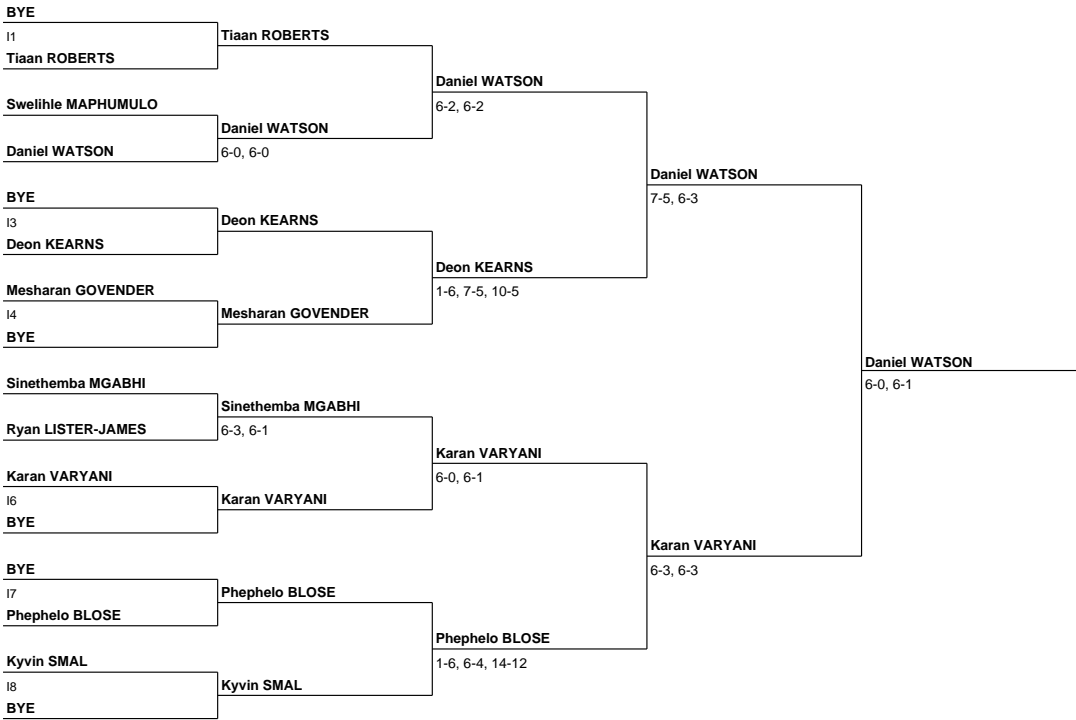 BYE
I1
Tiaan ROBERTS
Swelihle MAPHUMULO
Daniel WATSON
BYE
I3
Deon KEARNS
Mesharan GOVENDER
I4
BYE
Sinethemba MGABHI
Ryan LISTER-JAMES
Karan VARYANI
I6
BYE
BYE
I7
Phephelo BLOSE
Kyvin SMAL
I8
BYE
Tiaan ROBERTS
Daniel WATSON
6-0, 6-0
Deon KEARNS
Mesharan GOVENDER
Sinethemba MGABHI
6-3, 6-1
Karan VARYANI
Phephelo BLOSE
Kyvin SMAL
Daniel WATSON
6-2, 6-2
Deon KEARNS
1-6, 7-5, 10-5
Karan VARYANI
6-0, 6-1
Phephelo BLOSE
1-6, 6-4, 14-12
Daniel WATSON
7-5, 6-3
Karan VARYANI
6-3, 6-3
Daniel WATSON
6-0, 6-1